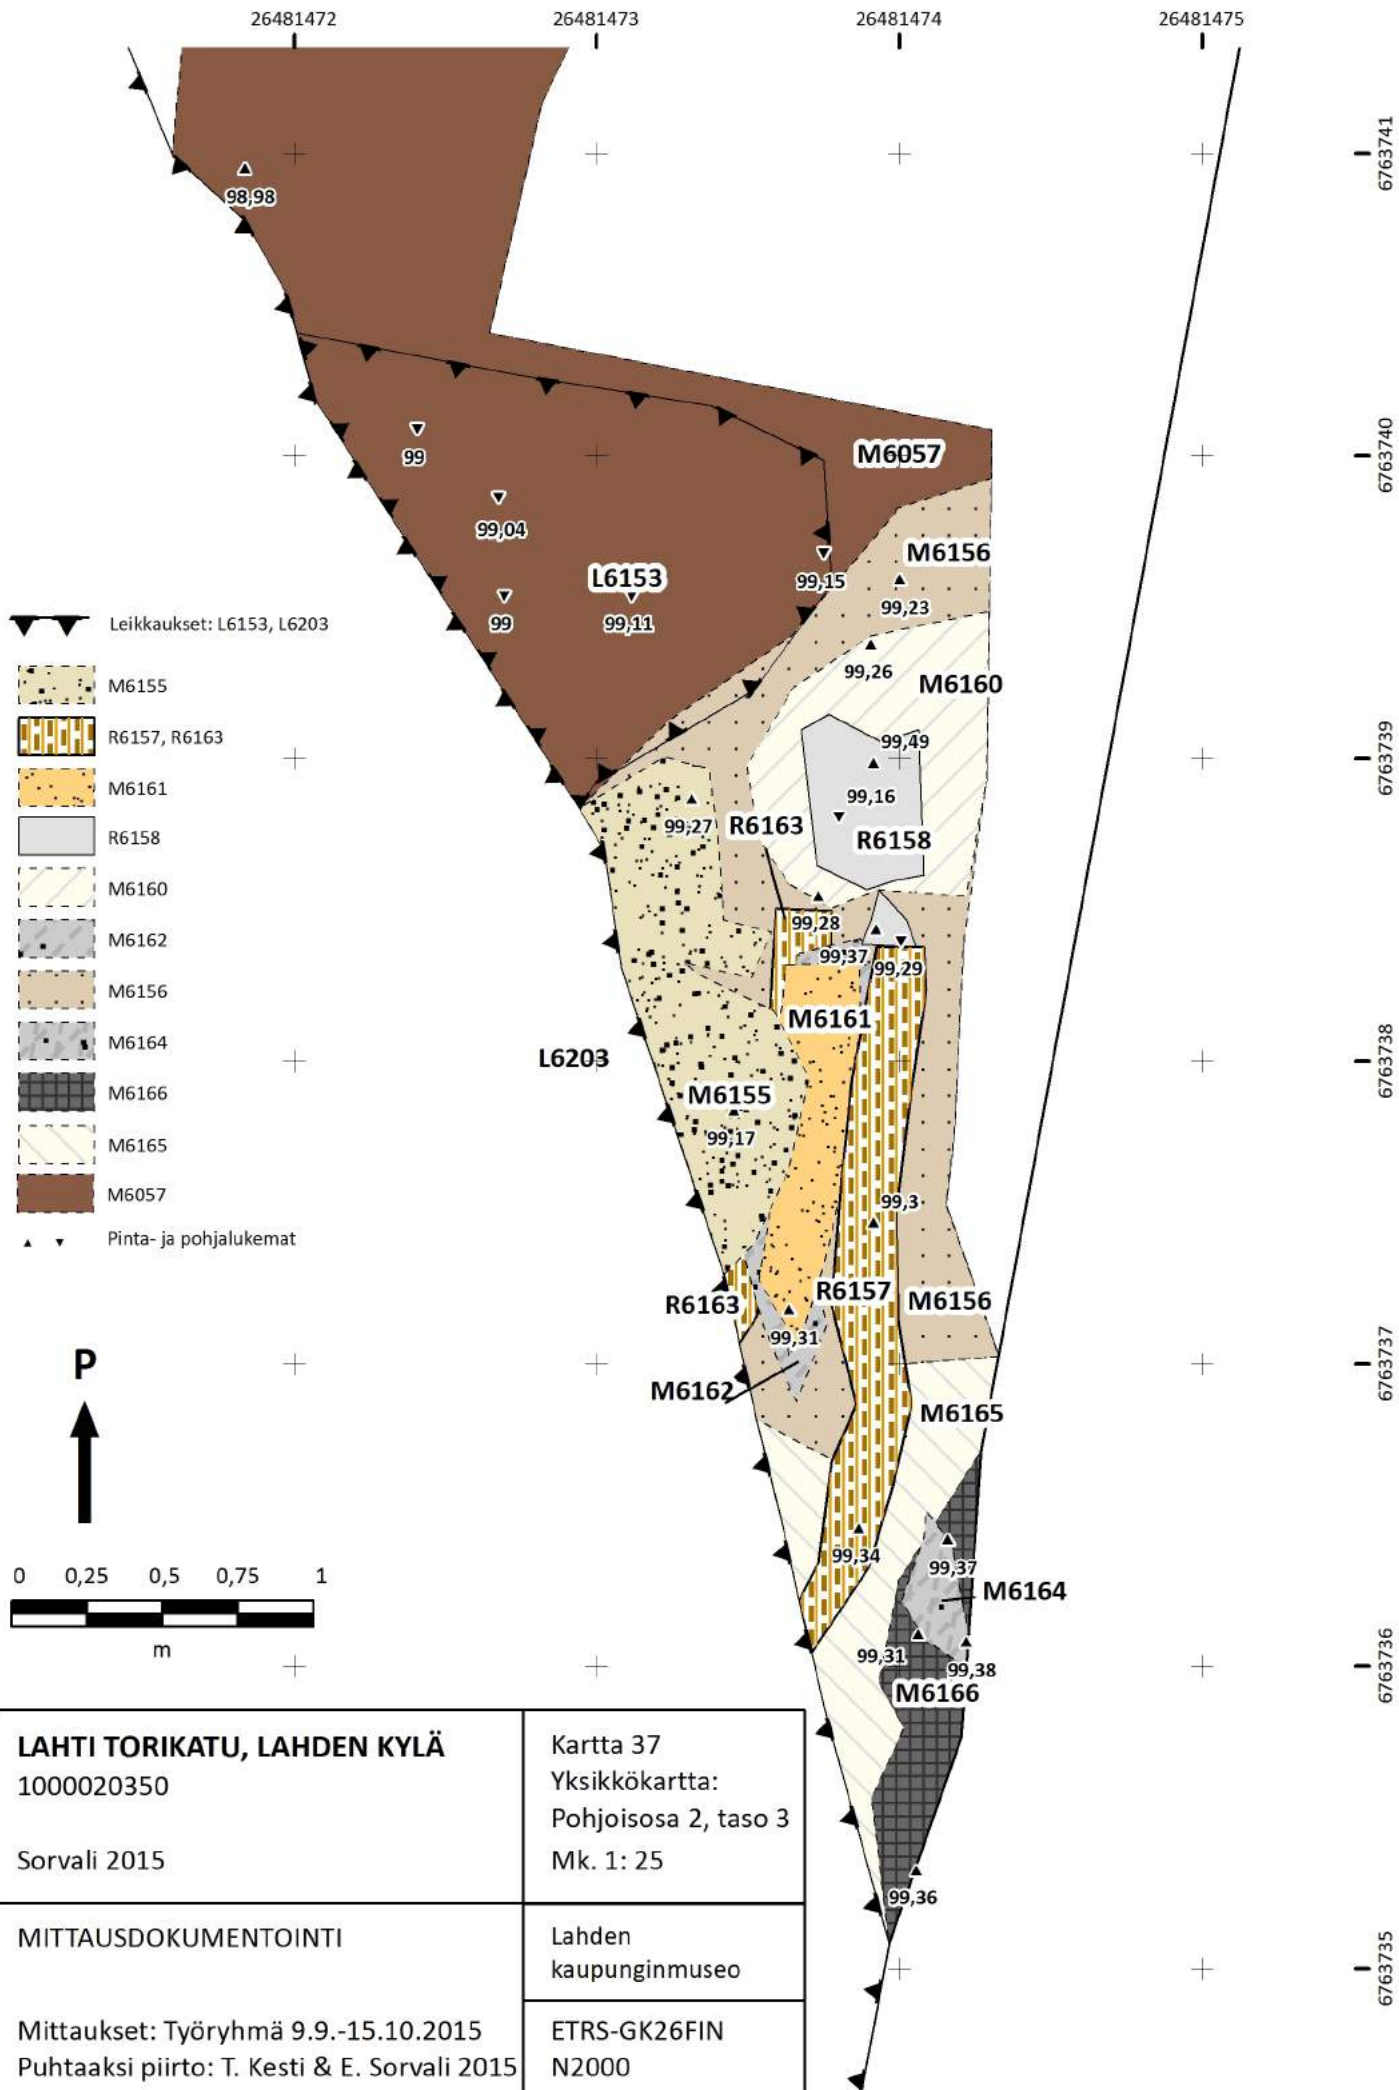 26481472 26481473 26481474 26481475
6763741
98,98
6763740
M6057
99
99,04
M6156
L6153
99,15
99,23
99
99,11
Leikkaukset: L6153, L6203
99,26
M6160
M6155
R6157, R6163
99,49
6763739
M6161
99,16
99,27
R6163
R6158
R6158
M6160
99,28
M6162
99,37
99,29
M6156
M6161
M6164
L6203
6763738
M6166
M6155
99,17
M6165
M6057
99,3
Pinta- ja pohjalukemat
R6157
M6156
R6163
99,31
P
6763737
M6162
M6165
99,34
99,37
0 0,25 0,5 0,75 1
M6164
m
99,31
99,38
6763736
M6166
LAHTI TORIKATU, LAHDEN KYLÄ
1000020350
Sorvali 2015
Kartta 37
Yksikkökartta:
Pohjoisosa 2, taso 3
Mk. 1: 25
99,36
MITTAUSDOKUMENTOINTI
Lahden
kaupunginmuseo
6763735
Mittaukset: Työryhmä 9.9.-15.10.2015
Puhtaaksi piirto: T. Kesti & E. Sorvali 2015
ETRS-GK26FIN
N2000